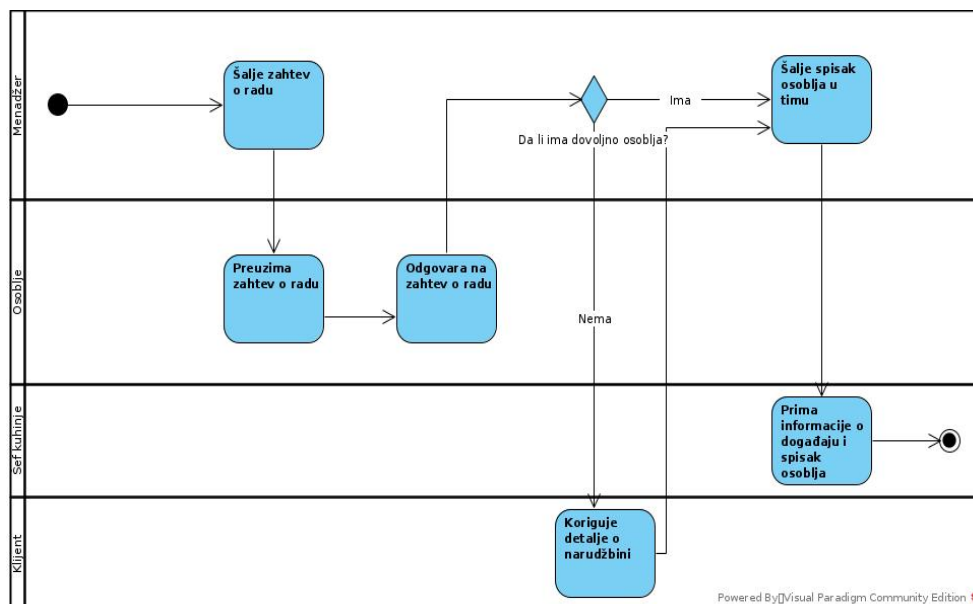 Menadžer
Šalje zahtev
o radu
Da li ima dovoljno osoblja?
Ima
Šalje spisak
osoblja u
timu
Osoblje
Preuzima
zahtev o radu
Odgovara na
zahtev o radu
Nema
Sef kuhinje
Prima
informacije o
događaju i
spisak
osoblja
Klijent
Koriguje
detalje o
narudžbini
Powered By▯Visual Paradigm Community Edition